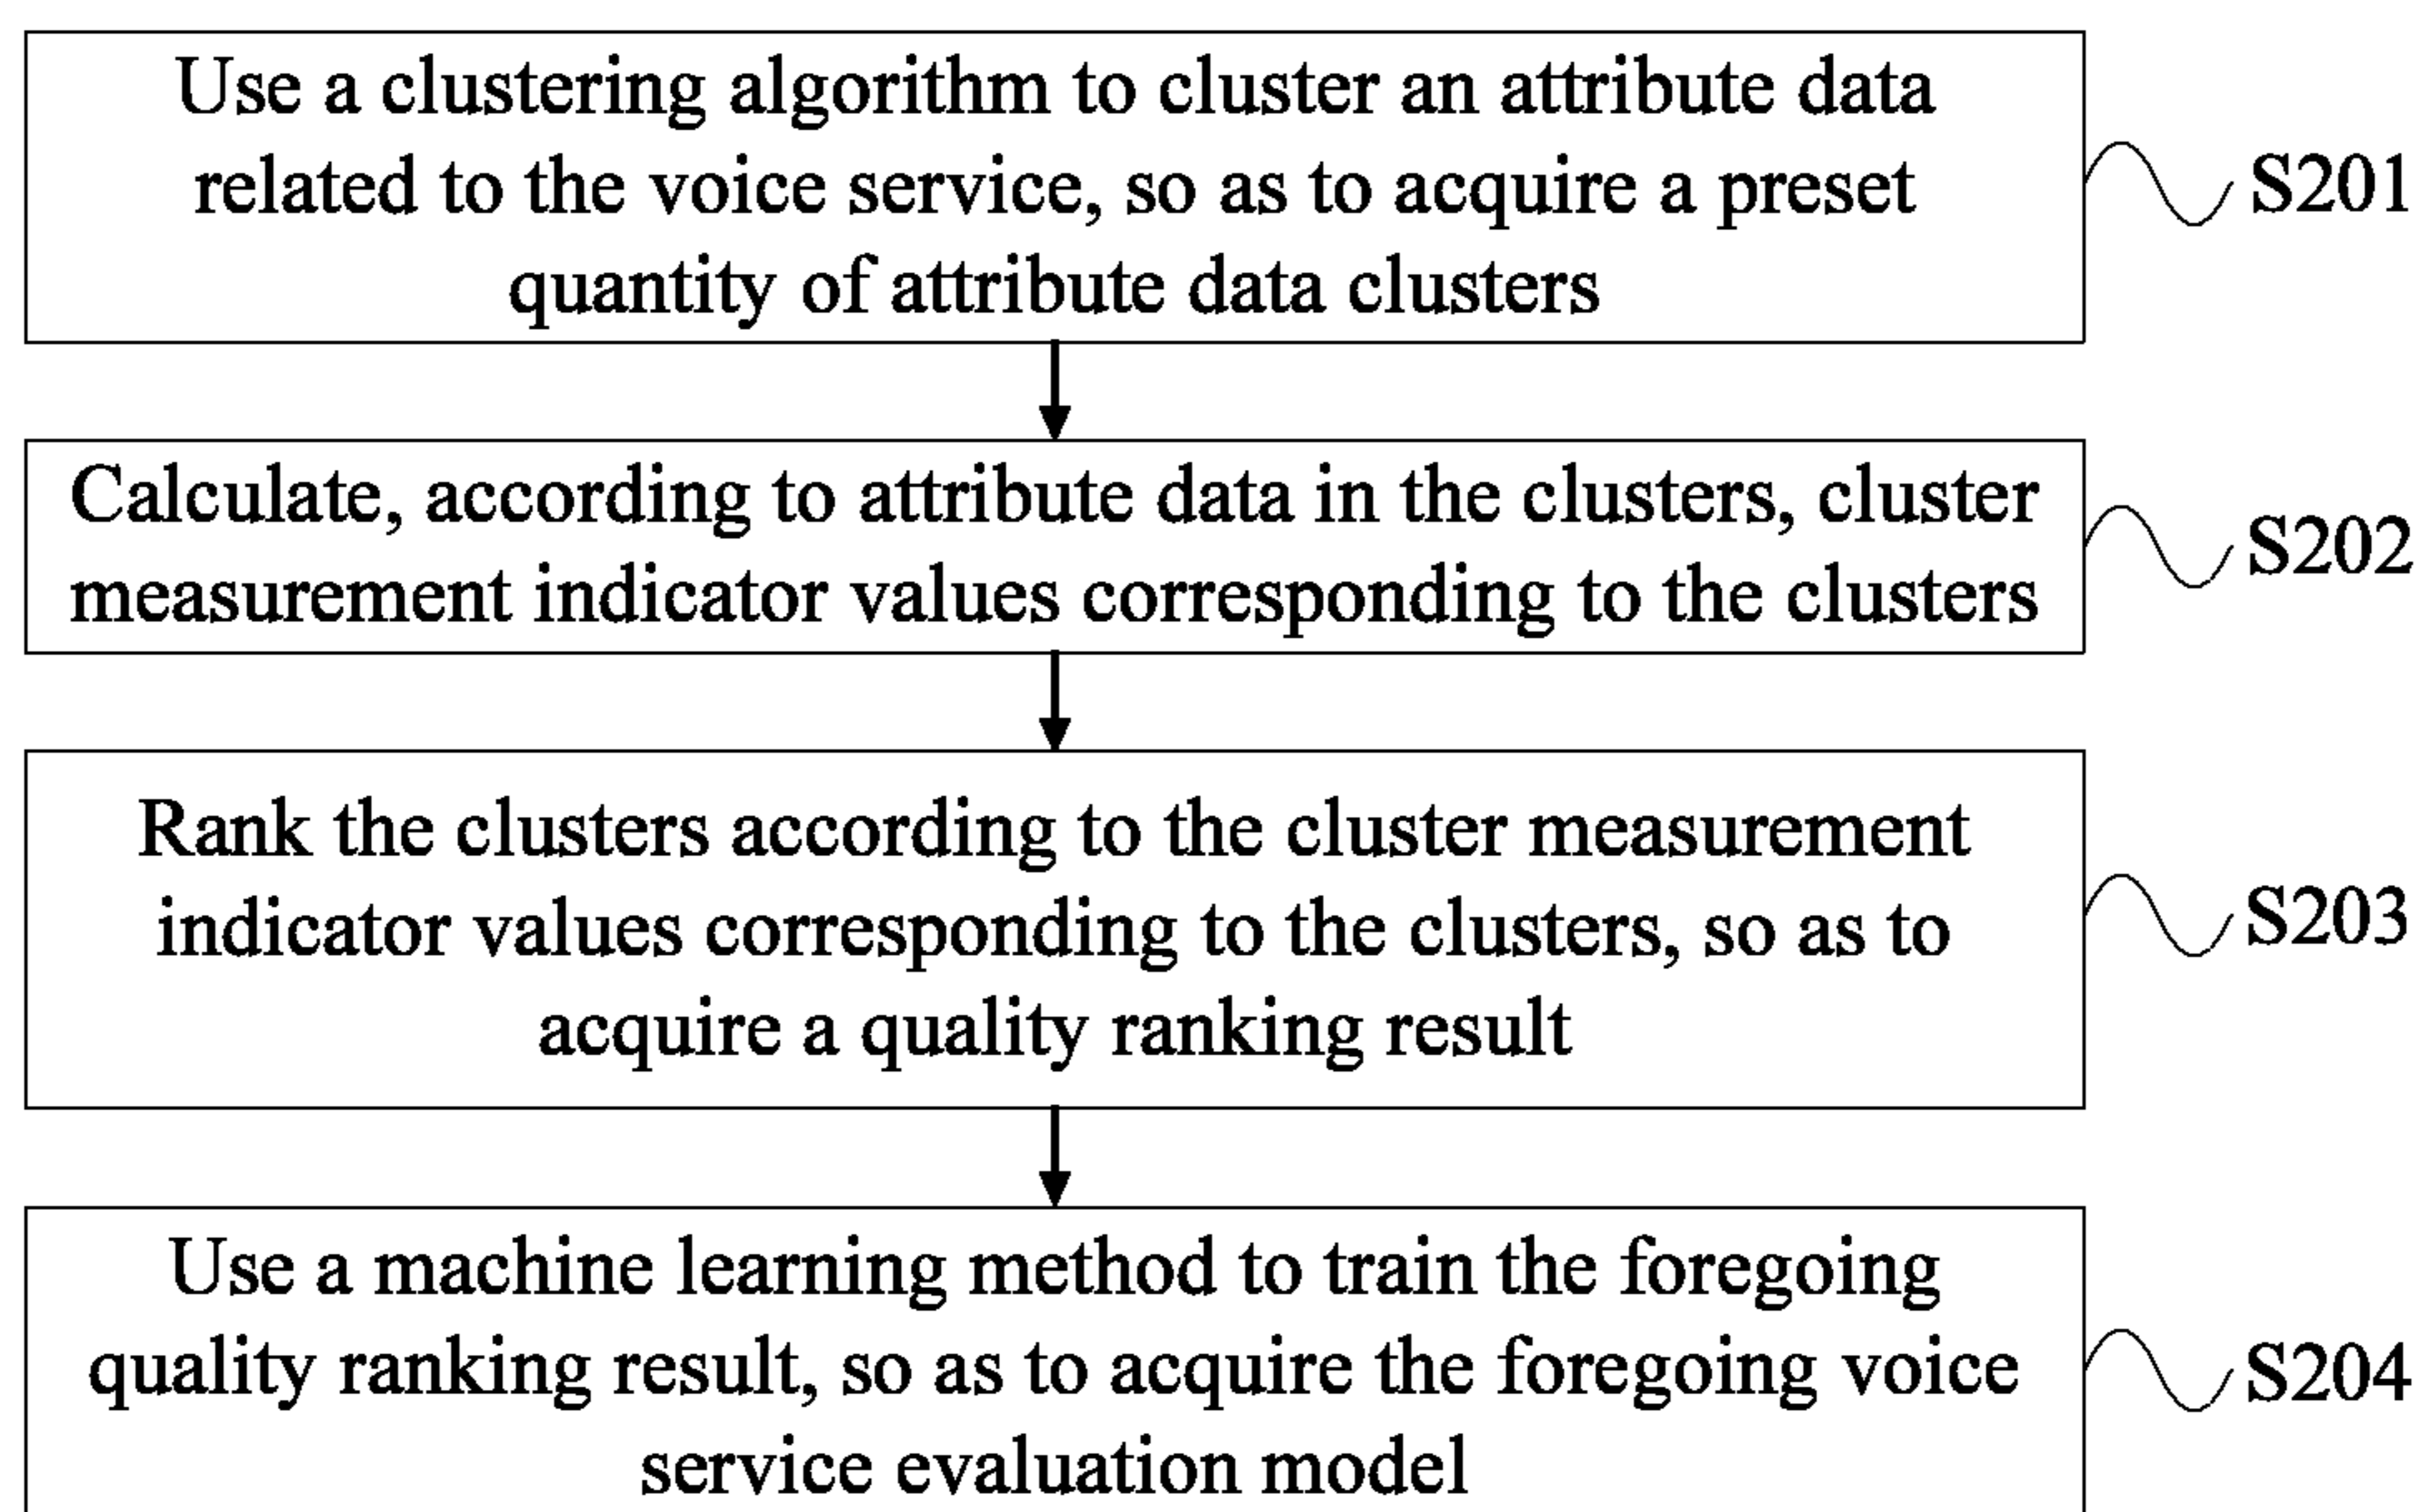 Use a clustering algorithm to cluster an attribute data
related to the voice service, so as to acquire a preset
quantity of attribute data clusters
S201
Calculate, according to attribute data in the clusters, cluster
measurement indicator values corresponding to the clusters
S202
Rank the clusters according to the cluster measurement
indicator values corresponding to the clusters, so as to
acquire a quality ranking result
S203
Use a machine learning method to train the foregoing
quality ranking result, so as to acquire the foregoing voice
service evaluation model
S204